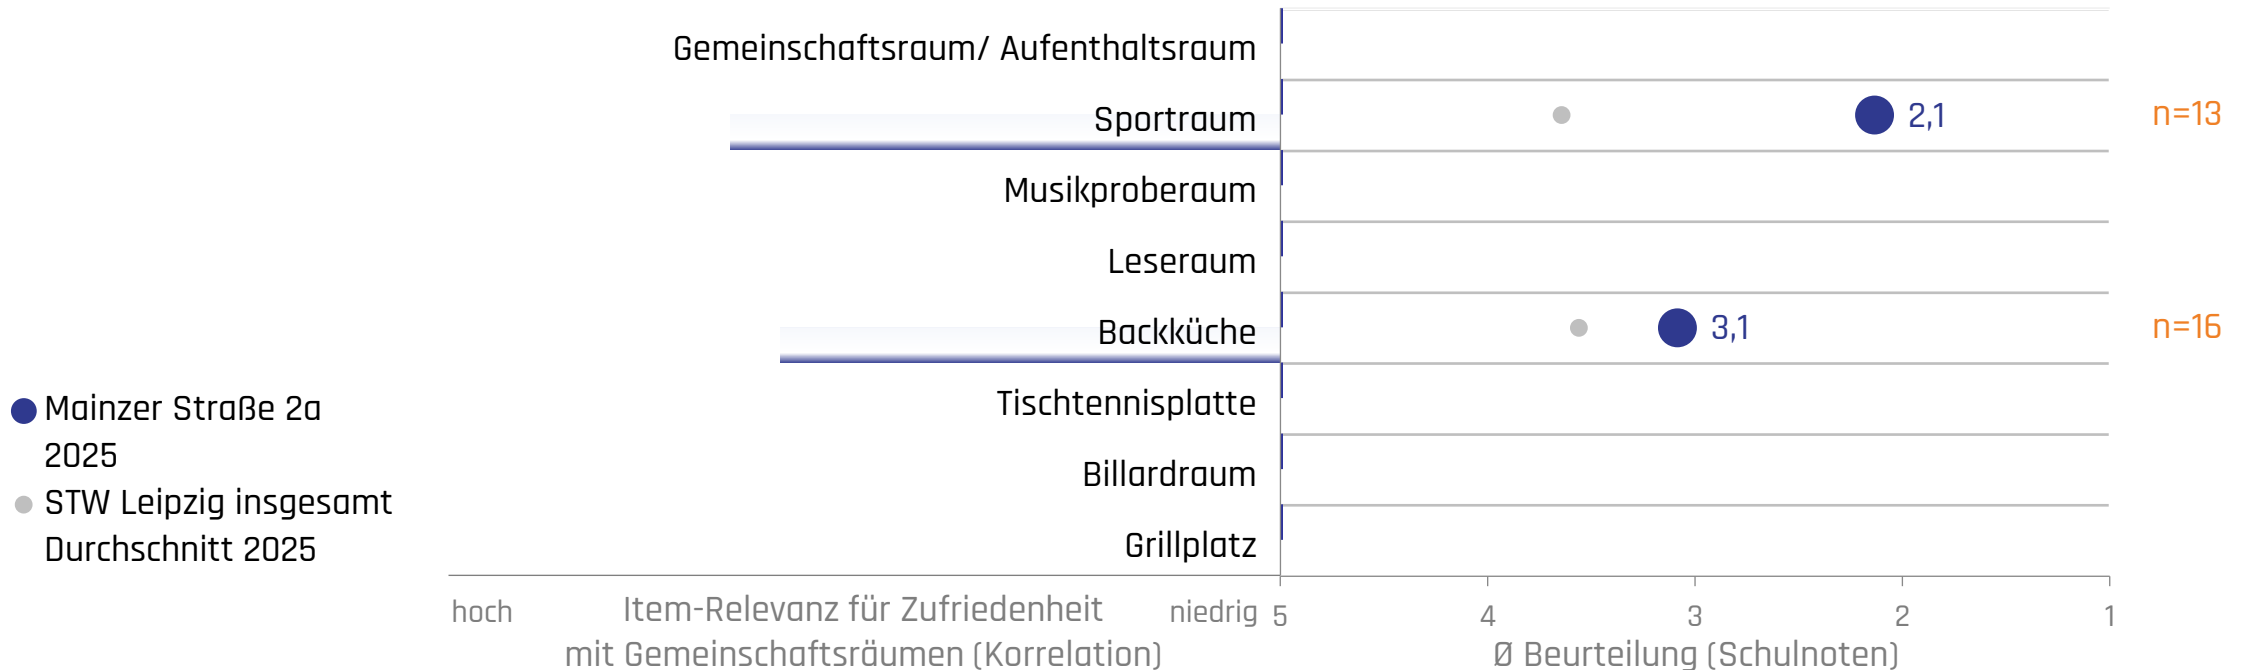 Gemeinschaftsraum/ Aufenthaltsraum
Sportraum 2,1 n=13
Musikproberaum
Leseraum
Backküche 3,1 n=16
Tischtennisplatte
Billardraum
Grillplatz
Mainzer Straße 2a
2025
STW Leipzig insgesamt
Durchschnitt 2025
hoch Item-Relevanz für Zufriedenheit niedrig
mit Gemeinschaftsräumen (Korrelation)
5 4 3 2 1
Ø Beurteilung (Schulnoten)